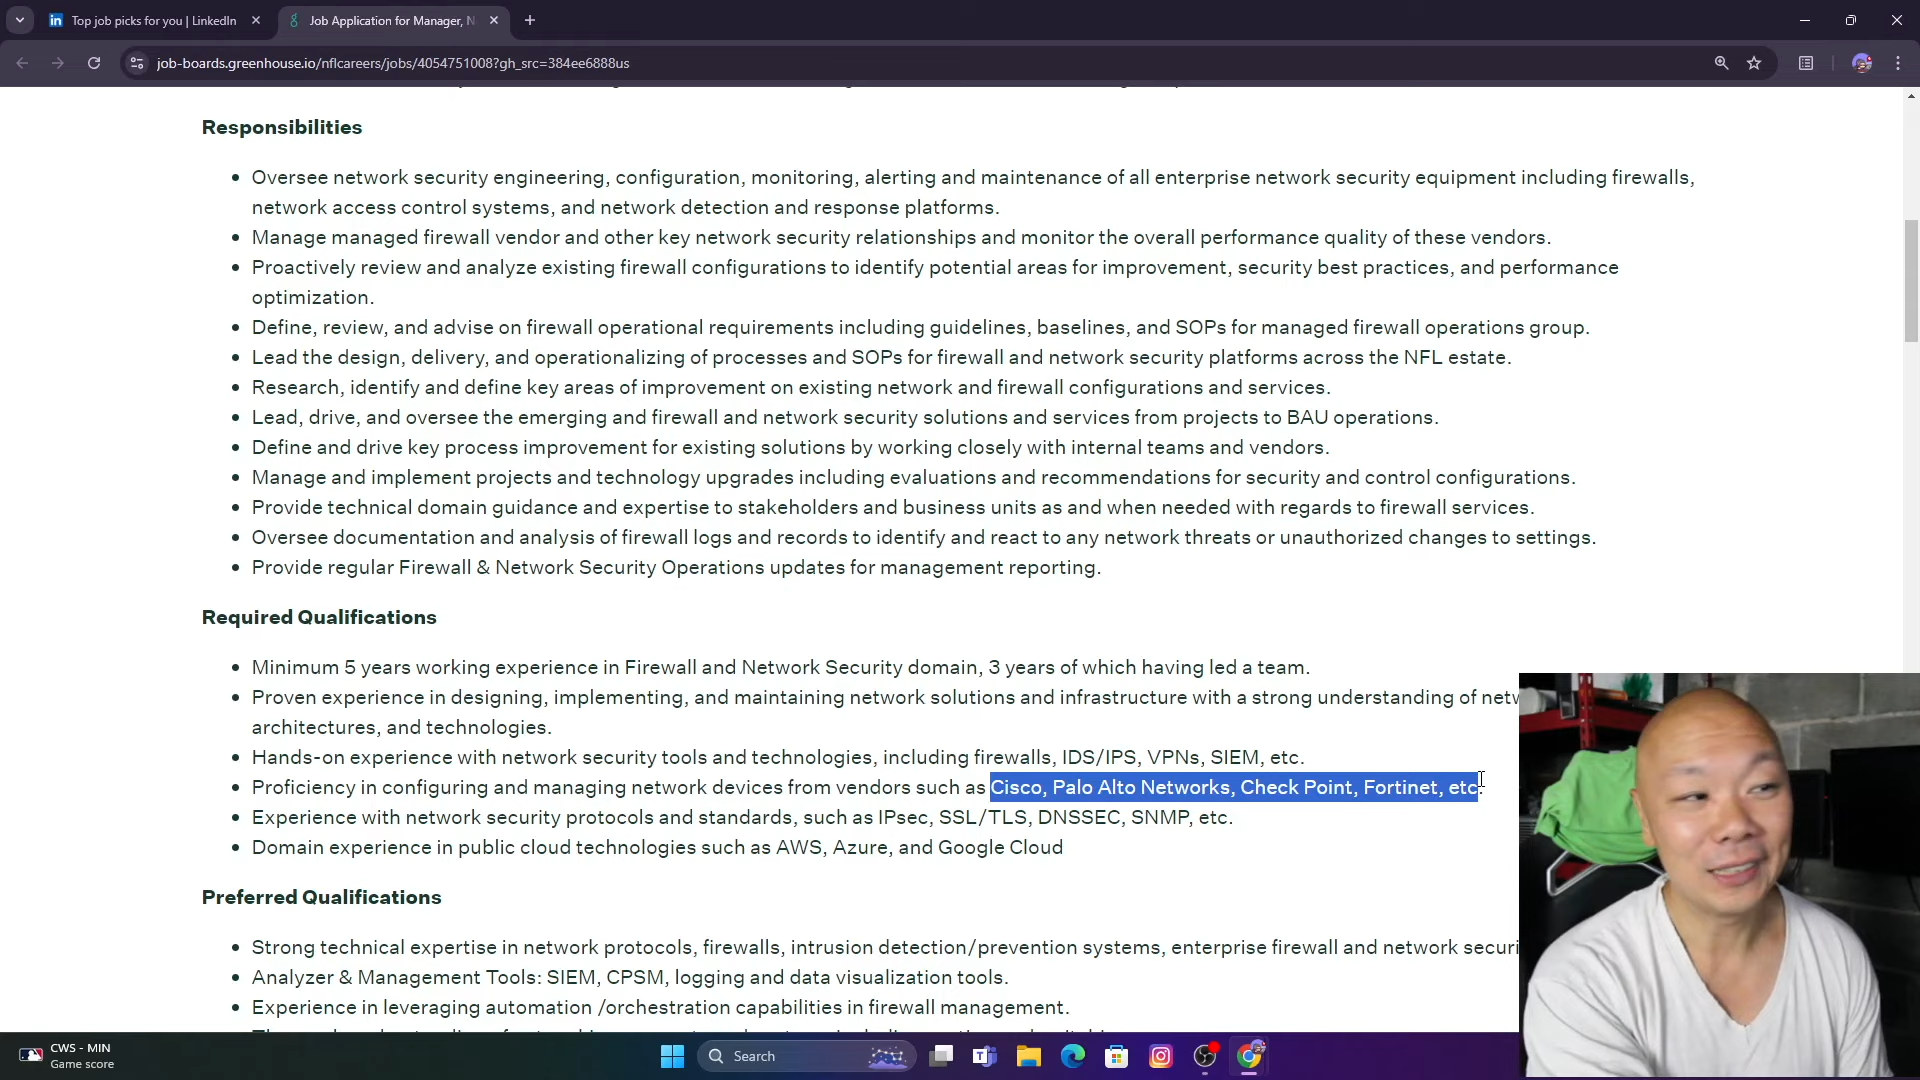 Top job picks for you | LinkedIn
Job Application for Manager, N
job-boards.greenhouse.io/nflcareers/jobs/4054751008?gh_src=384ee6888us
Responsibilities
Oversee network security engineering, configuration, monitoring, alerting and maintenance of all enterprise network security equipment including firewalls,
network access control systems, and network detection and response platforms.
Manage managed firewall vendor and other key network security relationships and monitor the overall performance quality of these vendors.
Proactively review and analyze existing firewall configurations to identify potential areas for improvement, security best practices, and performance
optimization.
Define, review, and advise on firewall operational requirements including guidelines, baselines, and SOPs for managed firewall operations group.
Lead the design, delivery, and operationalizing of processes and SOPs for firewall and network security platforms across the NFL estate.
Research, identify and define key areas of improvement on existing network and firewall configurations and services.
Lead, drive, and oversee the emerging and firewall and network security solutions and services from projects to BAU operations.
Define and drive key process improvement for existing solutions by working closely with internal teams and vendors.
Manage and implement projects and technology upgrades including evaluations and recommendations for security and control configurations.
Provide technical domain guidance and expertise to stakeholders and business units as and when needed with regards to firewall services.
Oversee documentation and analysis of firewall logs and records to identify and react to any network threats or unauthorized changes to settings.
Provide regular Firewall & Network Security Operations updates for management reporting.
Required Qualifications
Minimum 5 years working experience in Firewall and Network Security domain, 3 years of which having led a team.
Proven experience in designing, implementing, and maintaining network solutions and infrastructure with a strong understanding of netw
architectures, and technologies.
Hands-on experience with network security tools and technologies, including firewalls, IDS/IPS, VPNs, SIEM, etc.
Proficiency in configuring and managing network devices from vendors such as Cisco, Palo Alto Networks, Check Point, Fortinet, etc.
Experience with network security protocols and standards, such as IPsec, SSL/TLS, DNSSEC, SNMP, etc.
Domain experience in public cloud technologies such as AWS, Azure, and Google Cloud
Preferred Qualifications
Strong technical expertise in network protocols, firewalls, intrusion detection/prevention systems, enterprise firewall and network securi
Analyzer & Management Tools: SIEM, CPSM, logging and data visualization tools.
Experience in leveraging automation /orchestration capabilities in firewall management.
CWS - MIN
Game score
Search